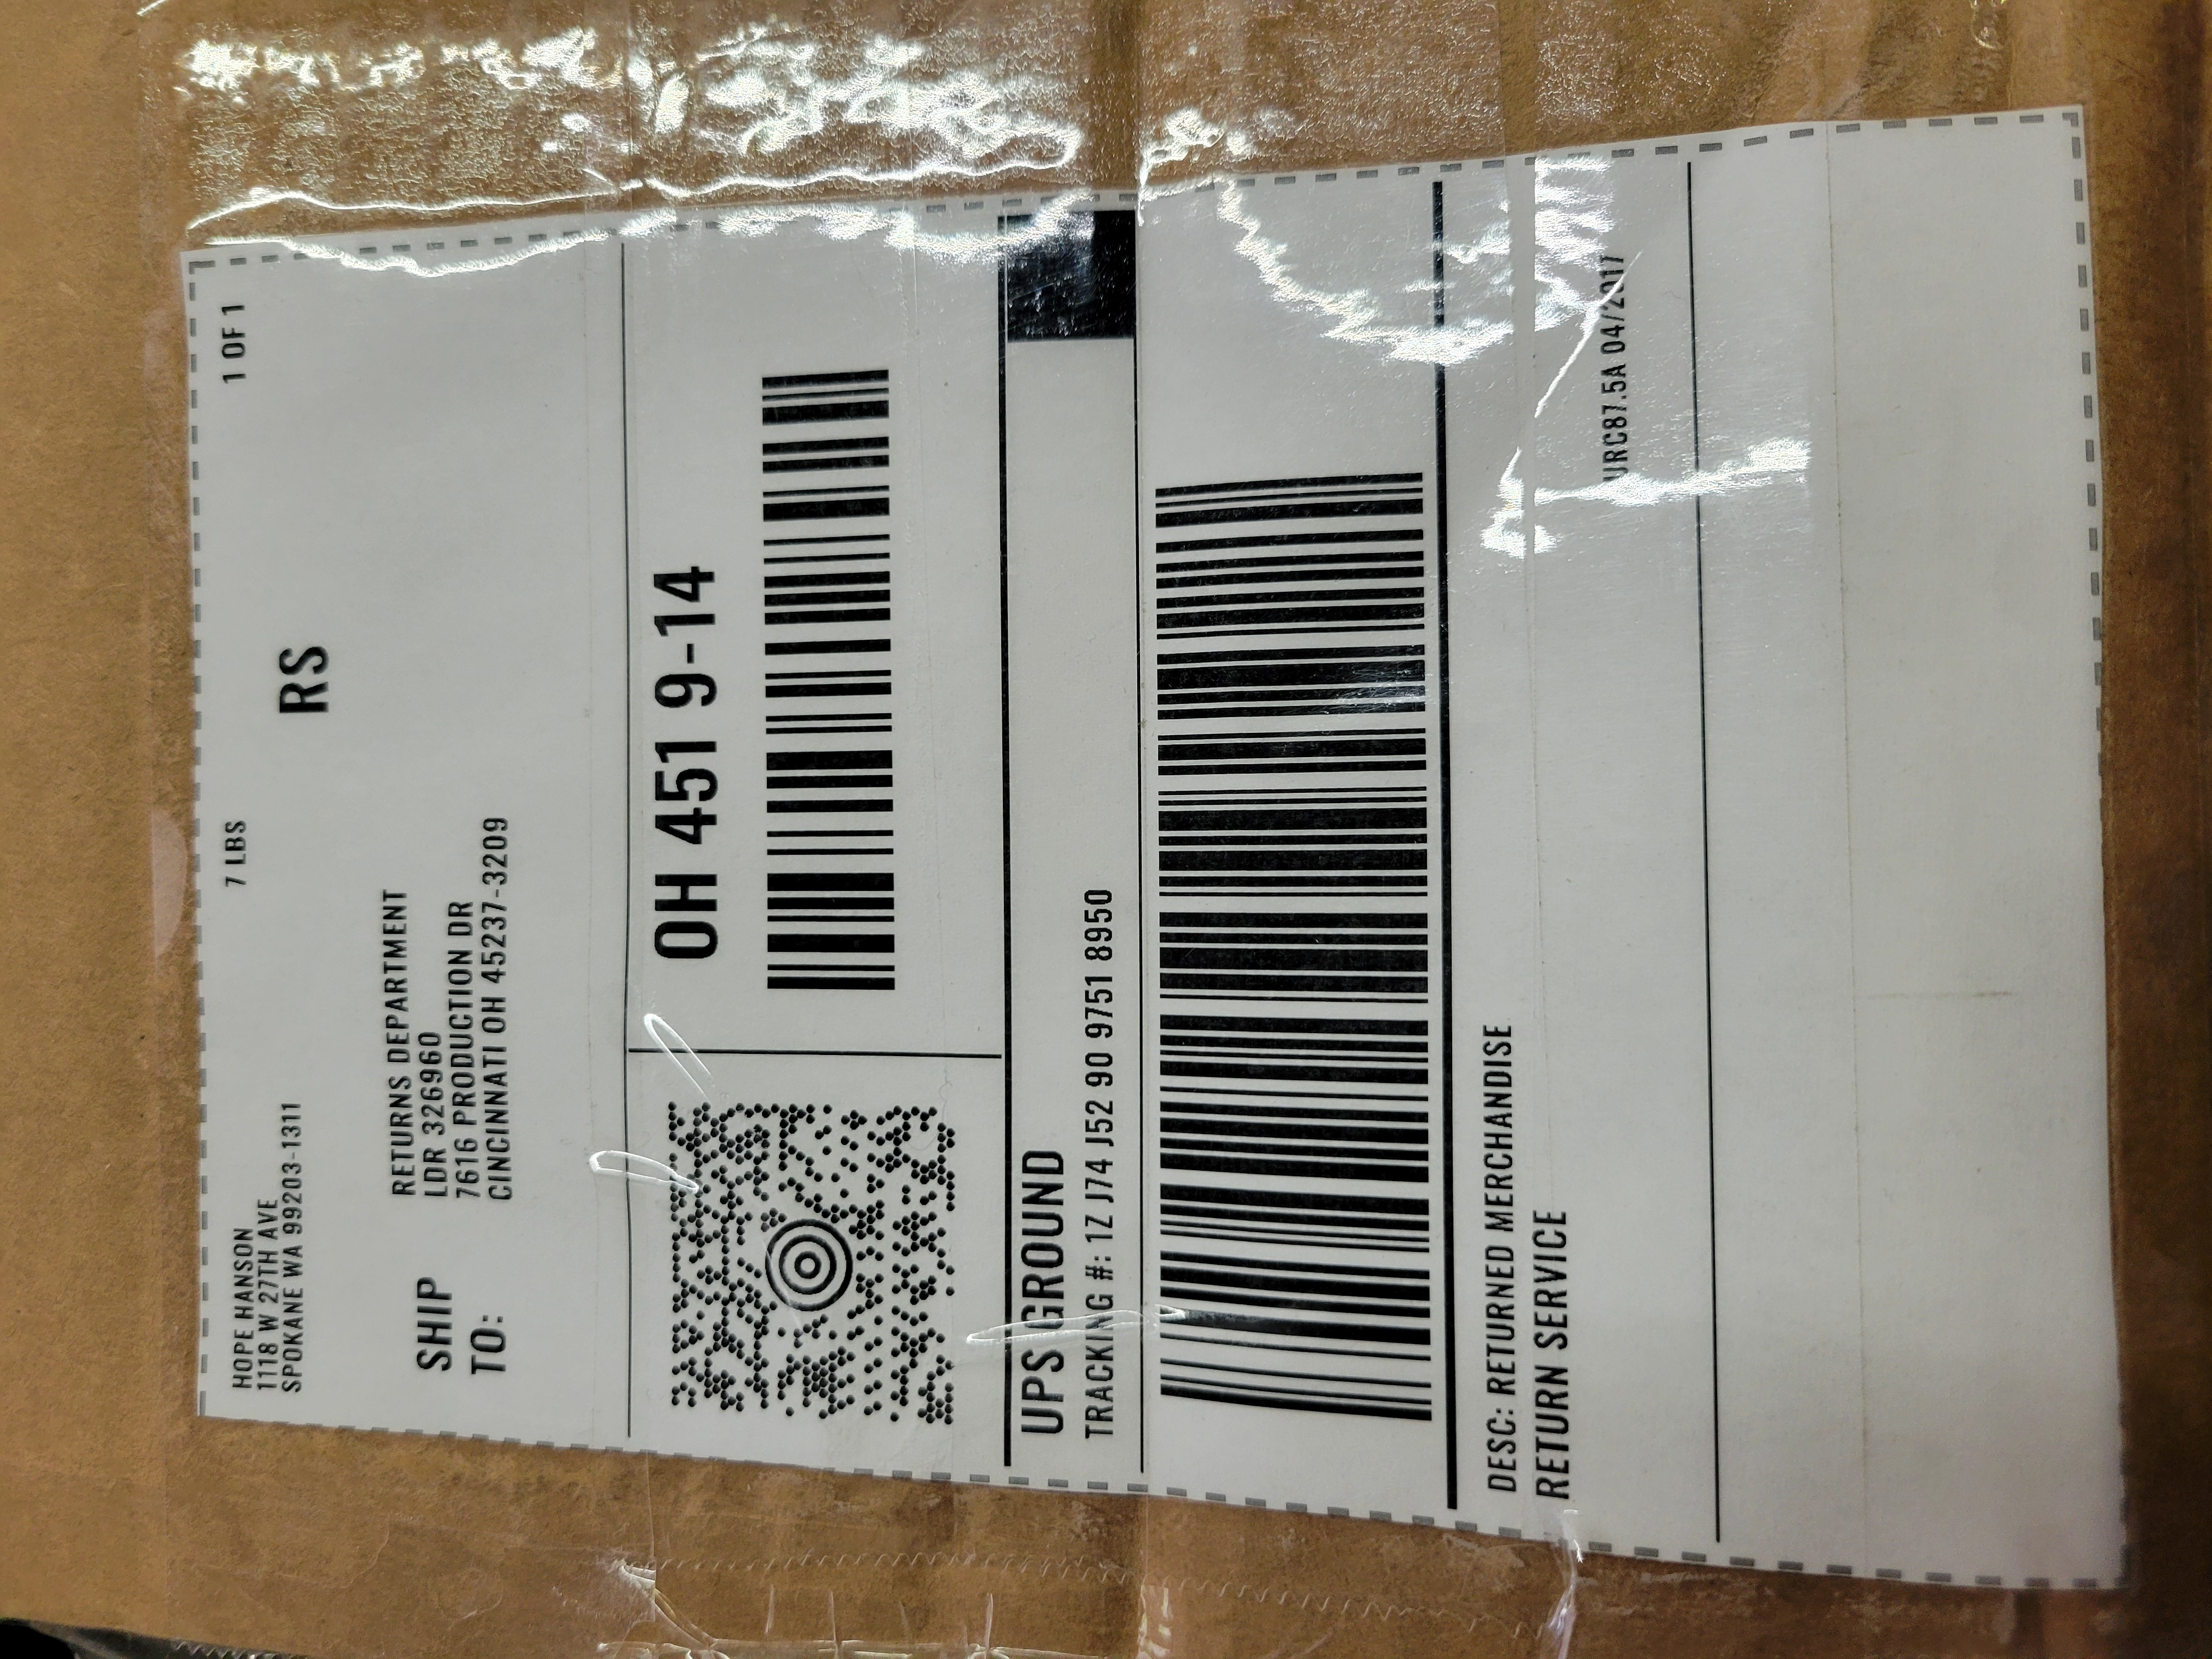 HOPE HANSON
1118 W 27TH AVE
SPOKANE WA 99203-1311
7 LBS
1 OF 1
RS
SHIP
TO:
RETURNS DEPARTMENT
LDR 326960
7616 PRODUCTION DR
CINCINNATI OH 45237-3209
OH 451 9-14
UPS GROUND
TRACKING #: 1Z J74 J52 90 9751 8950
DESC: RETURNED MERCHANDISE
RETURN SERVICE
URC87.5A 04/2017